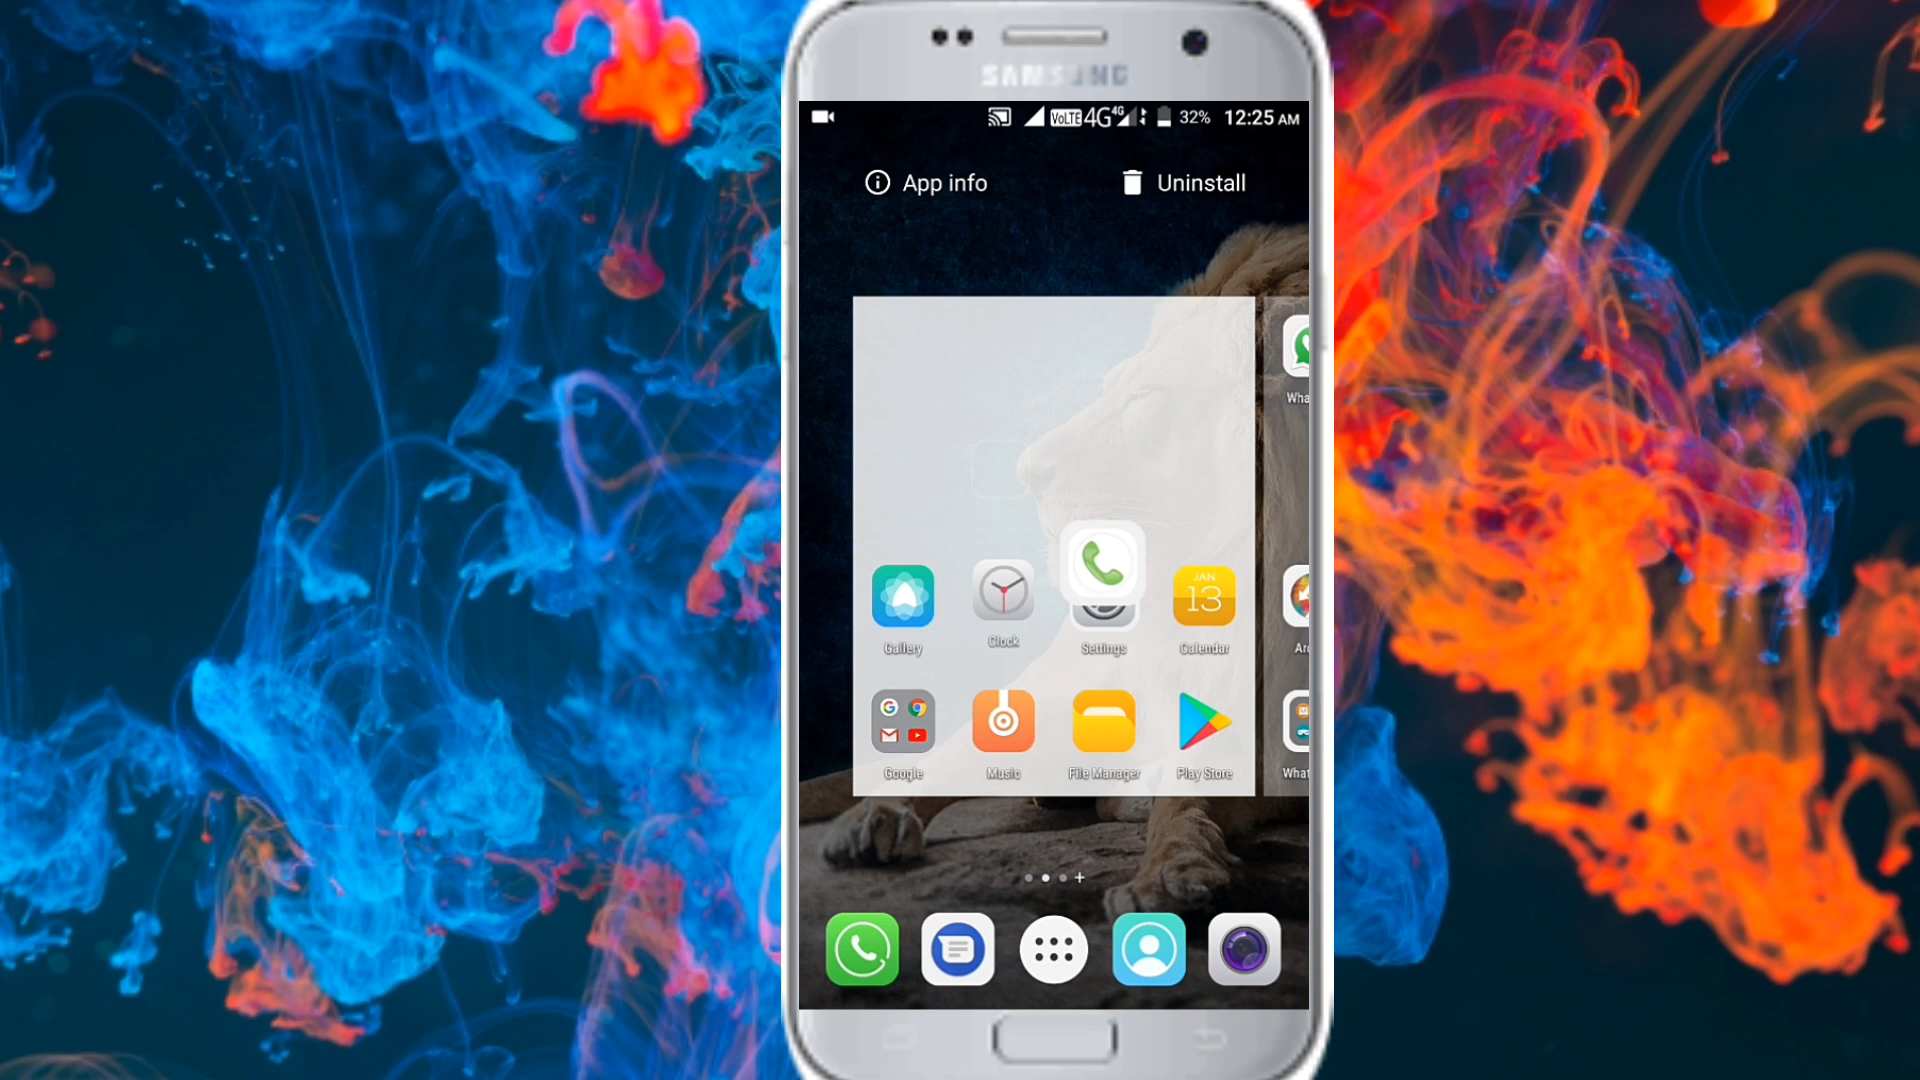 SAMSUNG
VoLTE 4G 4G 32% 12:25 AM
App info Uninstall
Wha
JAN
13
Gallery Clock Settings Calendar Ar
G
Google Music File Manager Play Store What